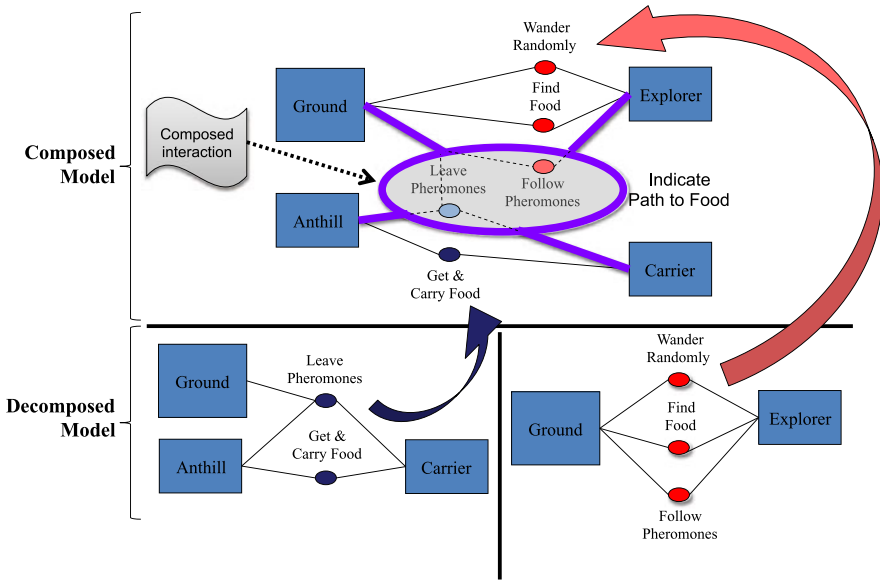 Wander
Randomly
Ground
Find
Food
Explorer
Composed
interaction
Composed
Model
Leave
Pheromones
Follow
Pheromones
Indicate
Path to Food
Anthill
Carrier
Get &
Carry Food
Decomposed
Model
Ground
Leave
Pheromones
Anthill
Get &
Carry Food
Carrier
Wander
Randomly
Ground
Find
Food
Explorer
Follow
Pheromones